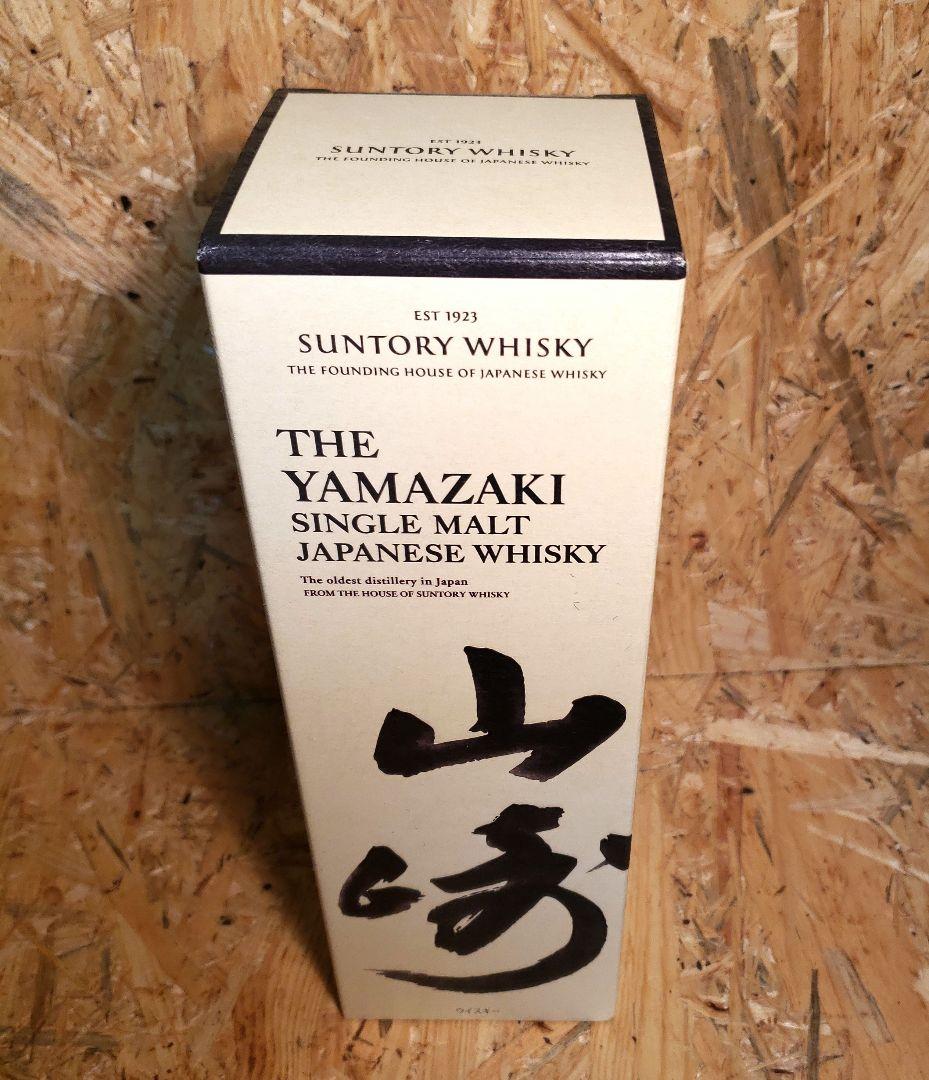 EST 1923
SUNTORY WHISKY
THE FOUNDING HOUSE OF JAPANESE WHISKY
EST 1923
SUNTORY WHISKY
THE FOUNDING HOUSE OF JAPANESE WHISKY
THE
YAMAZAKI
SINGLE MALT
JAPANESE WHISKY
The oldest distillery in Japan
FROM THE HOUSE OF SUNTORY WHISKY
山
崎
ウイスキー